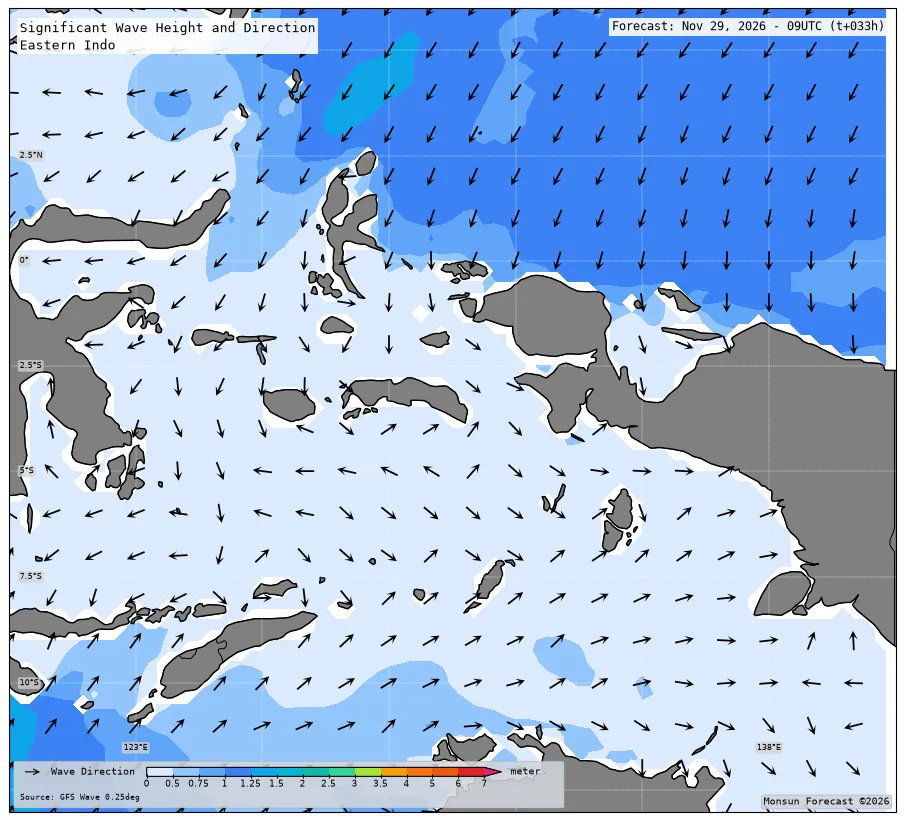 Significant Wave Height and Direction
Eastern Indo
Forecast: Nov 29, 2026 - 09UTC (t+033h)
2.5°N
0°
2.5°S
5°S
7.5°S
10°S
123°E
138°E
Wave Direction
meter
0 0.5 0.75 1 1.25 1.5 2 2.5 3 3.5 4 5 6 7
Source: GFS Wave 0.25deg
Monsun Forecast ©2026